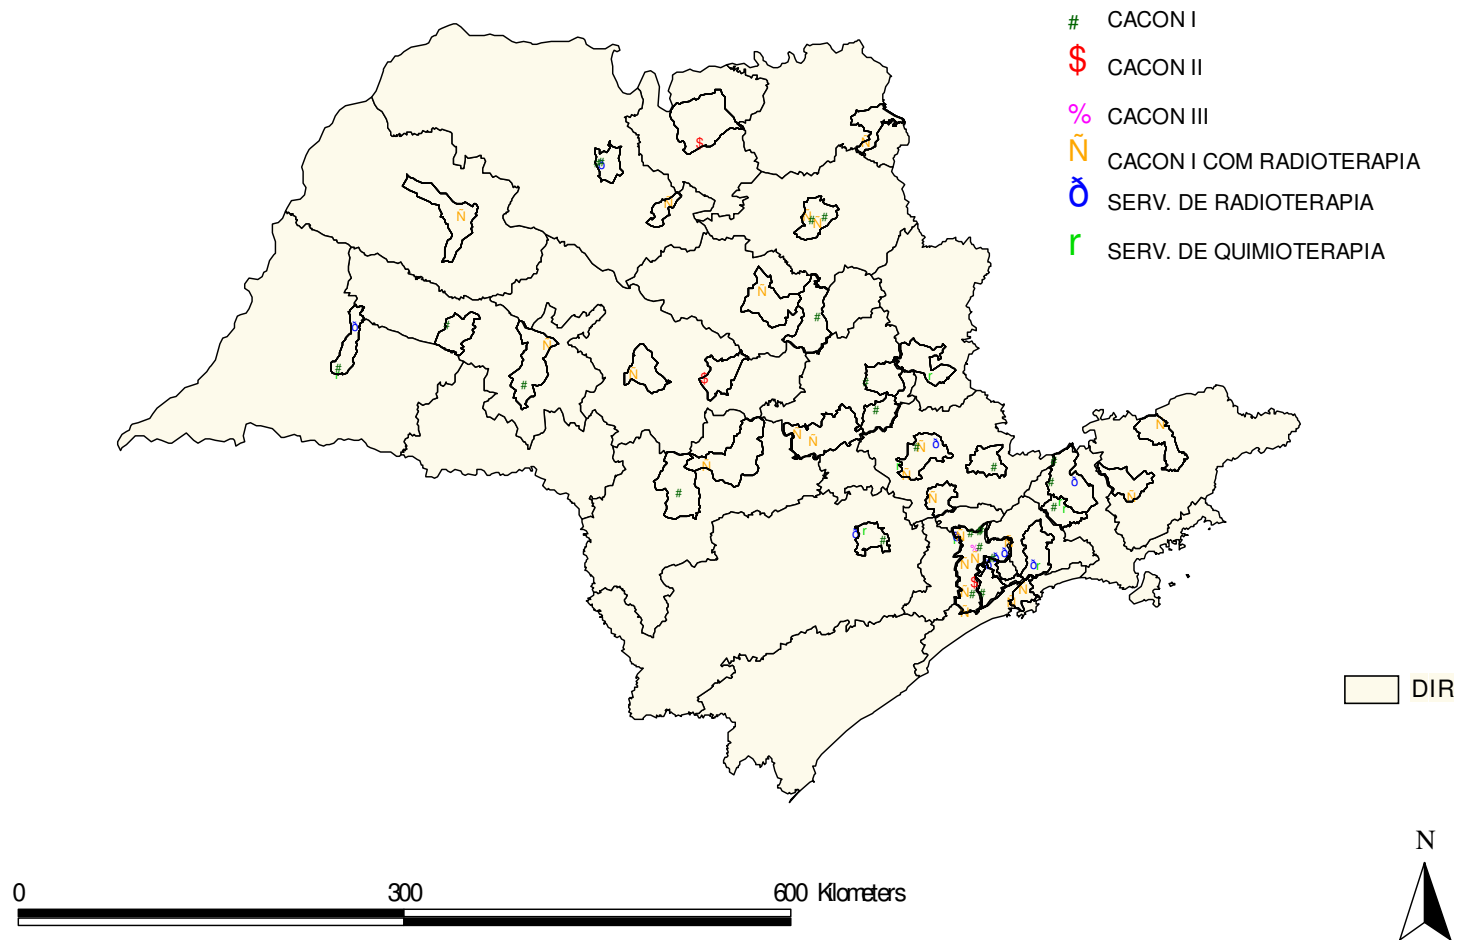 # CACON I
$ CACON II
% CACON III
Ñ CACON I COM RADIOTERAPIA
ð SERV. DE RADIOTERAPIA
r SERV. DE QUIMIOTERAPIA
DIR
N
0 300 600 Kilometers